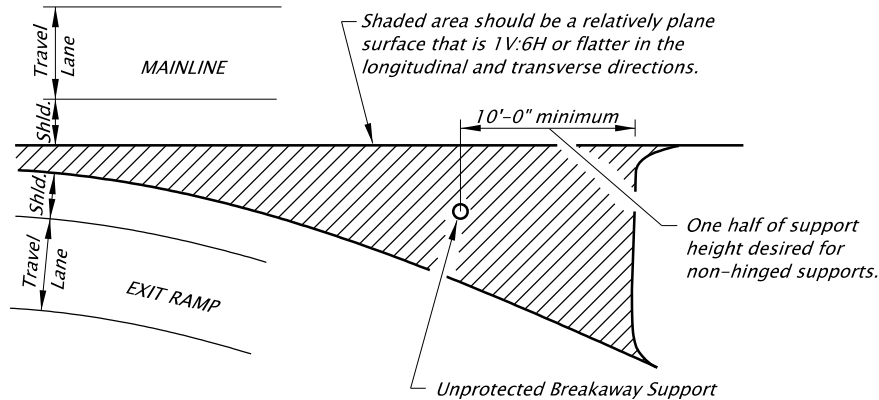 Travel
Lane
MAINLINE
Shld.
Shaded area should be a relatively plane
surface that is 1V:6H or flatter in the
longitudinal and transverse directions.
10'-0" minimum
Shld.
Travel
Lane
EXIT RAMP
One half of support
height desired for
non-hinged supports.
Unprotected Breakaway Support